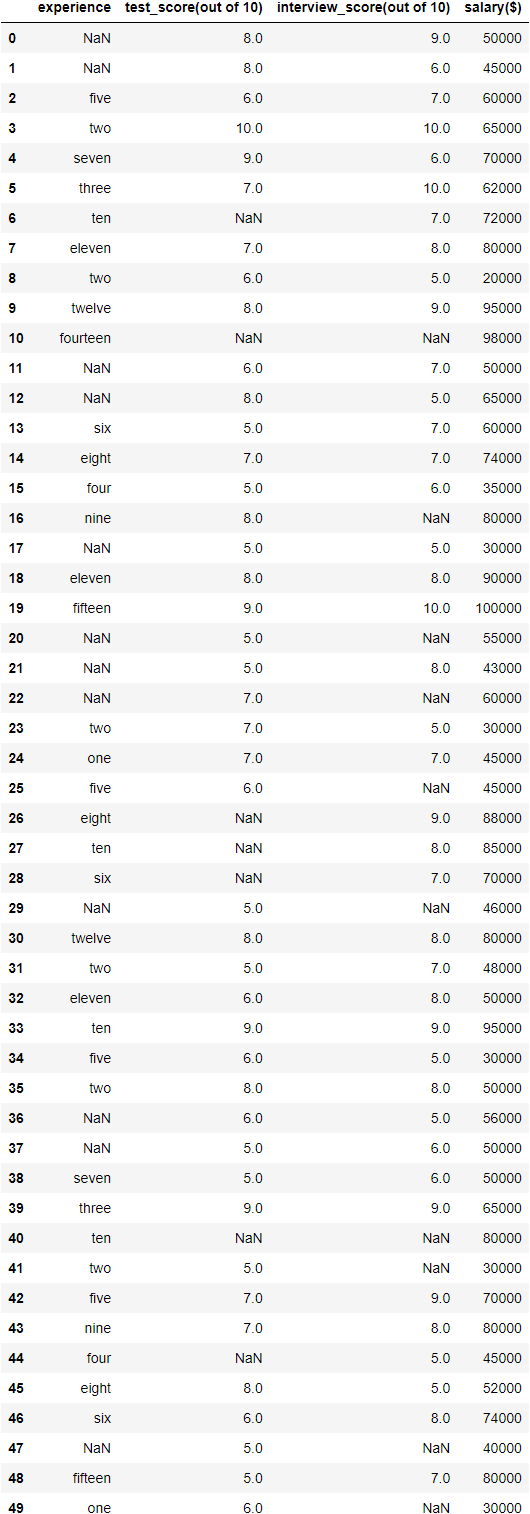 experience test_score(out of 10) interview_score(out of 10) salary($)
0 NaN 8.0 9.0 50000
1 NaN 8.0 6.0 45000
2 five 6.0 7.0 60000
3 two 10.0 10.0 65000
4 seven 9.0 6.0 70000
5 three 7.0 10.0 62000
6 ten NaN 7.0 72000
7 eleven 7.0 8.0 80000
8 two 6.0 5.0 20000
9 twelve 8.0 9.0 95000
10 fourteen NaN NaN 98000
11 NaN 6.0 7.0 50000
12 NaN 8.0 5.0 65000
13 six 5.0 7.0 60000
14 eight 7.0 7.0 74000
15 four 5.0 6.0 35000
16 nine 8.0 NaN 80000
17 NaN 5.0 5.0 30000
18 eleven 8.0 8.0 90000
19 fifteen 9.0 10.0 100000
20 NaN 5.0 NaN 55000
21 NaN 5.0 8.0 43000
22 NaN 7.0 NaN 60000
23 two 7.0 5.0 30000
24 one 7.0 7.0 45000
25 five 6.0 NaN 45000
26 eight NaN 9.0 88000
27 ten NaN 8.0 85000
28 six NaN 7.0 70000
29 NaN 5.0 NaN 46000
30 twelve 8.0 8.0 80000
31 two 5.0 7.0 48000
32 eleven 6.0 8.0 50000
33 ten 9.0 9.0 95000
34 five 6.0 5.0 30000
35 two 8.0 8.0 50000
36 NaN 6.0 5.0 56000
37 NaN 5.0 6.0 50000
38 seven 5.0 6.0 50000
39 three 9.0 9.0 65000
40 ten NaN NaN 80000
41 two 5.0 NaN 30000
42 five 7.0 9.0 70000
43 nine 7.0 8.0 80000
44 four NaN 5.0 45000
45 eight 8.0 5.0 52000
46 six 6.0 8.0 74000
47 NaN 5.0 NaN 40000
48 fifteen 5.0 7.0 80000
49 one 6.0 NaN 30000